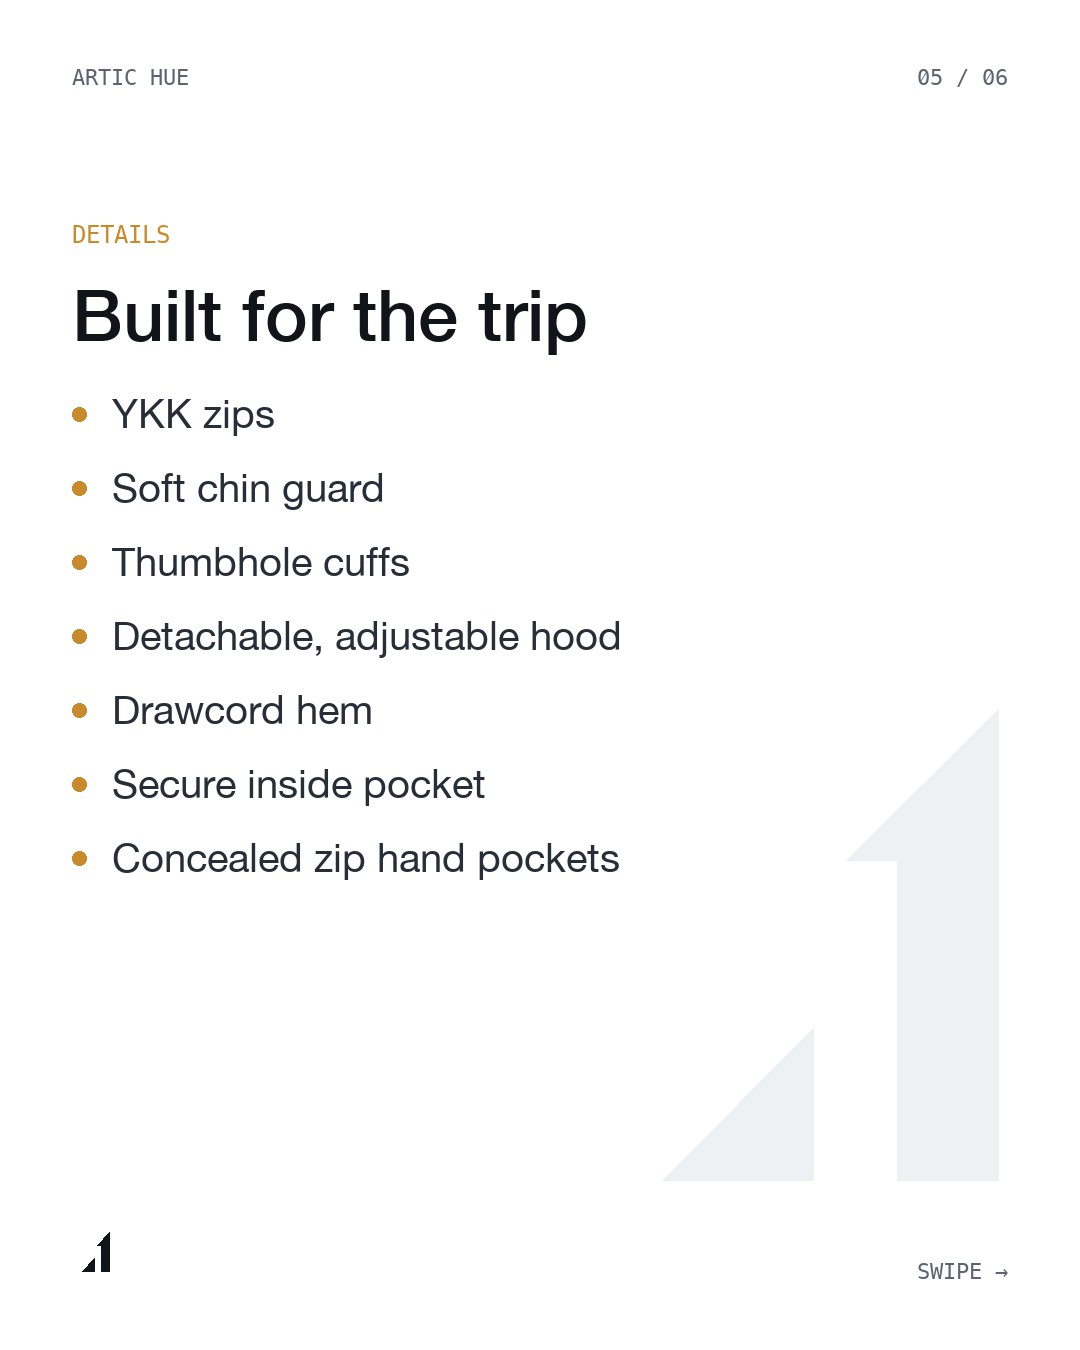 ARTIC HUE
05 / 06
DETAILS
Built for the trip
YKK zips
Soft chin guard
Thumbhole cuffs
Detachable, adjustable hood
Drawcord hem
Secure inside pocket
Concealed zip hand pockets
SWIPE →